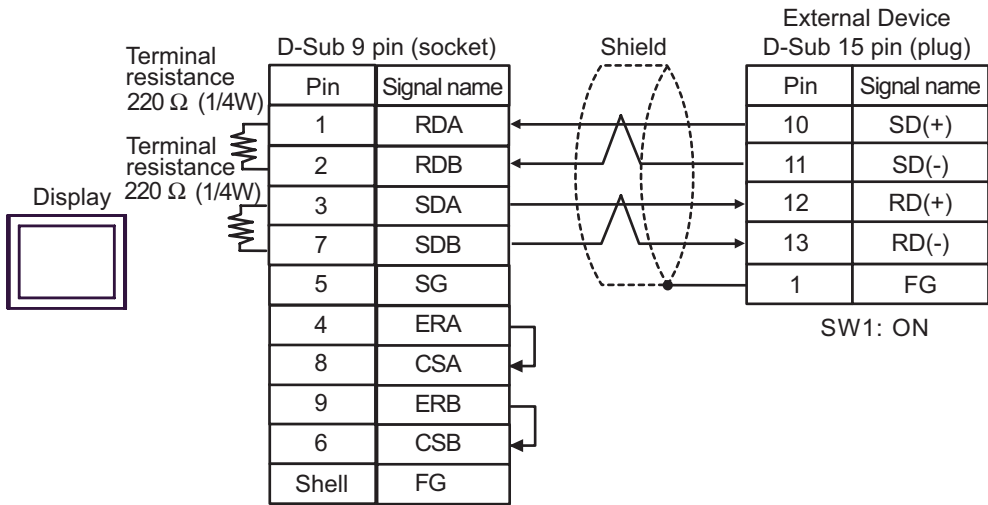 External Device
D-Sub 9 pin (socket)
Shield
D-Sub 15 pin (plug)
Terminal
resistance
220 Ω (1/4W)
Terminal
resistance
220 Ω (1/4W)
Display
Pin Signal name
1 RDA
2 RDB
3 SDA
7 SDB
5 SG
4 ERA
8 CSA
9 ERB
6 CSB
Shell FG
Pin Signal name
10 SD(+)
11 SD(-)
12 RD(+)
13 RD(-)
1 FG
SW1: ON